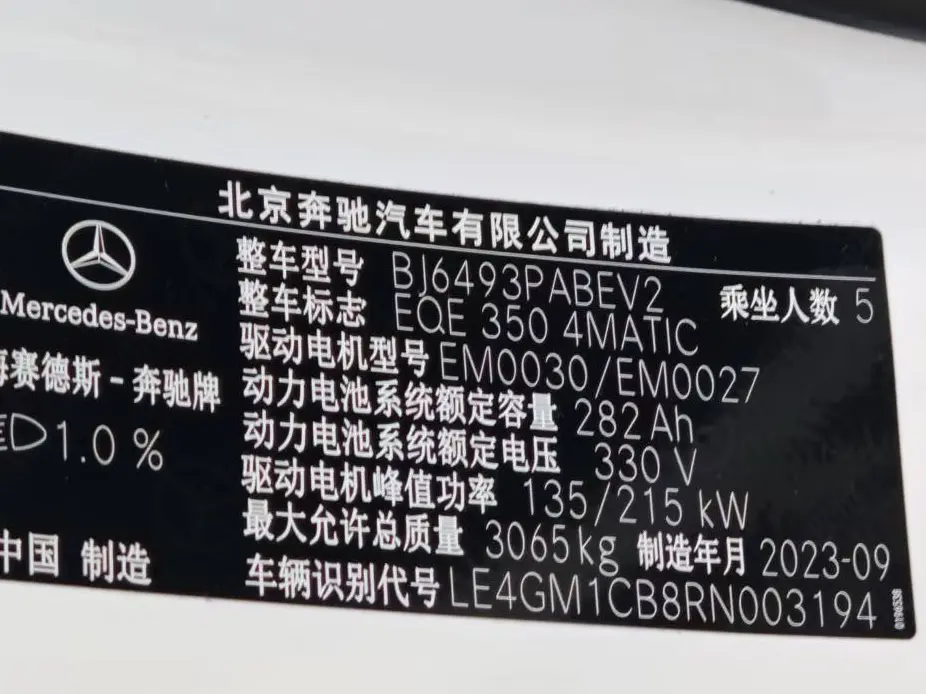 北京奔驰汽车有限公司制造
Mercedes-Benz
梅赛德斯-奔驰牌
1.0 %
中国 制造
整车型号 BJ6493PABEV2 乘坐人数 5
整车标志 EQE 350 4MATIC
驱动电机型号 EM0030/EM0027
动力电池系统额定容量 282 Ah
动力电池系统额定电压 330 V
驱动电机峰值功率 135/215 kW
最大允许总质量 3065kg 制造年月 2023-09
车辆识别代号 LE4GM1CB8RN003194